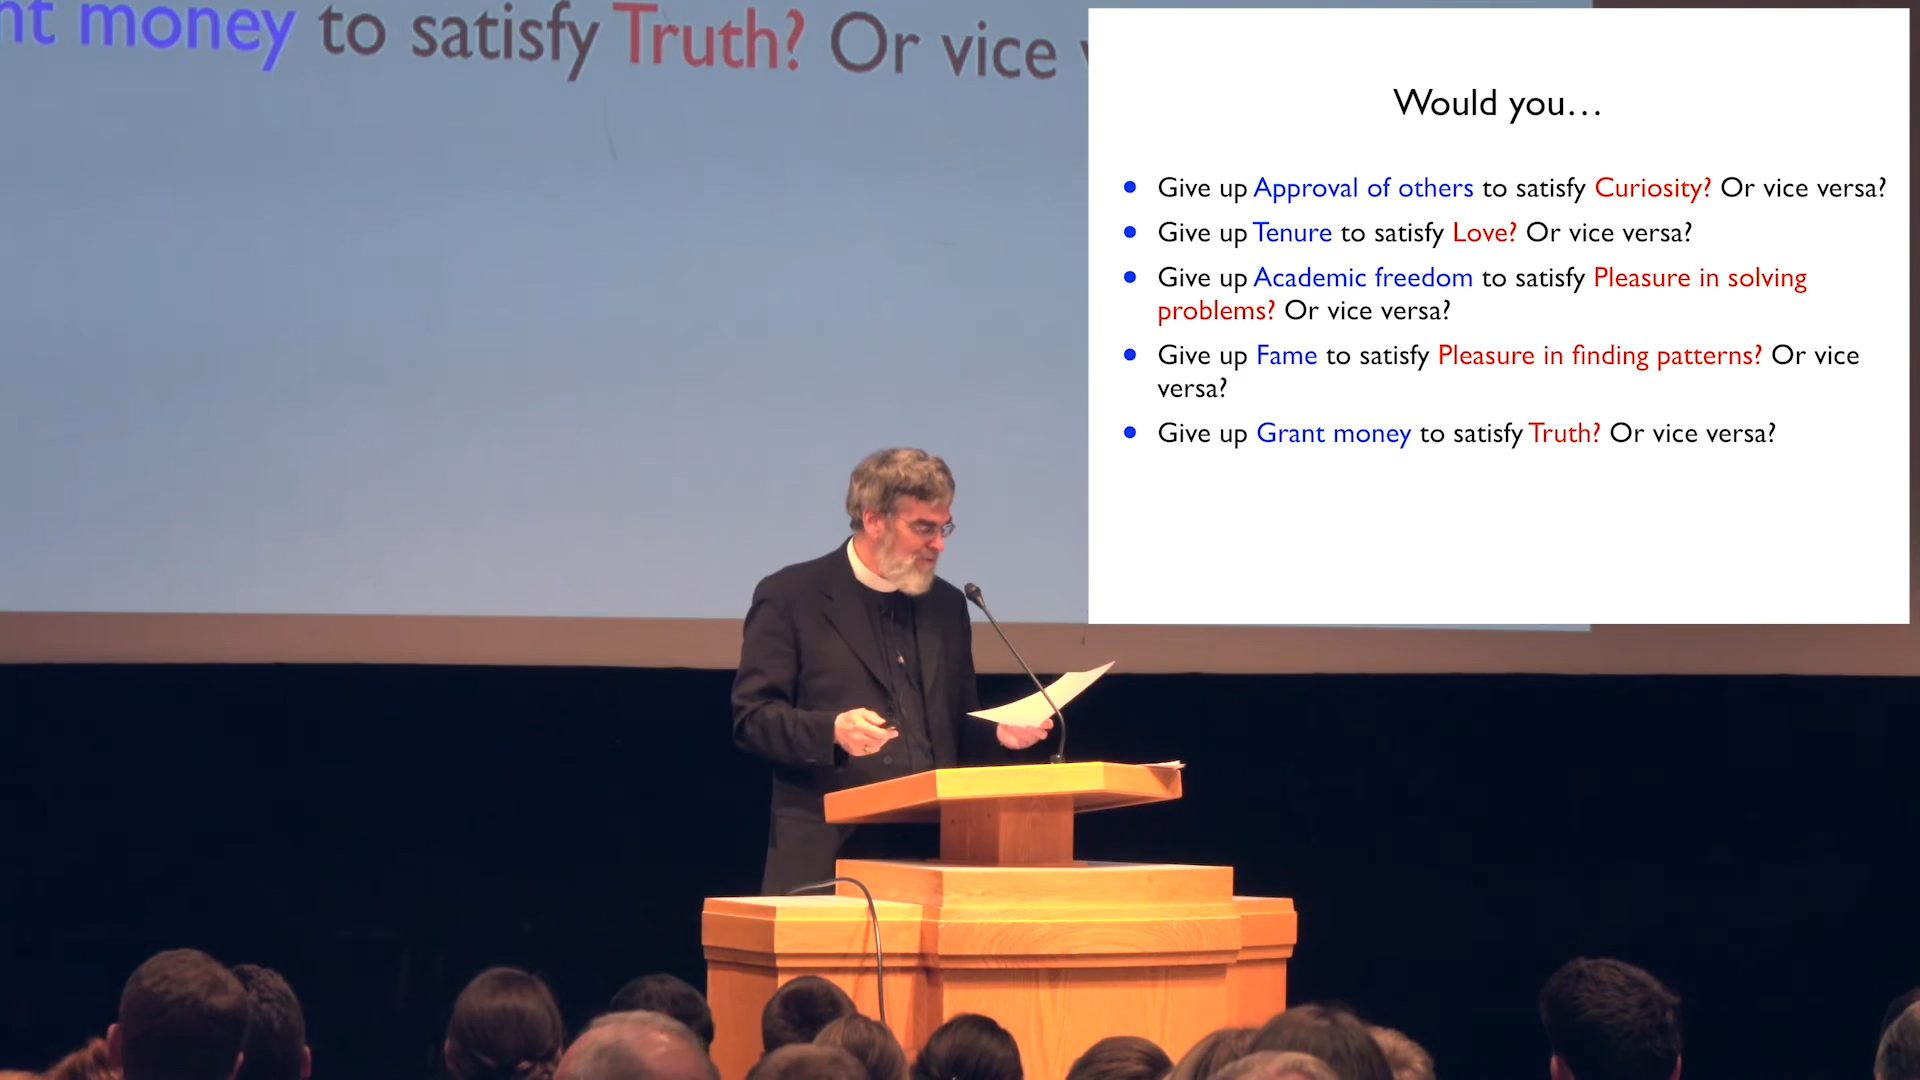 nt money to satisfy Truth? Or vice
Would you…
Give up Approval of others to satisfy Curiosity? Or vice versa?
Give up Tenure to satisfy Love? Or vice versa?
Give up Academic freedom to satisfy Pleasure in solving
problems? Or vice versa?
Give up Fame to satisfy Pleasure in finding patterns? Or vice
versa?
Give up Grant money to satisfy Truth? Or vice versa?